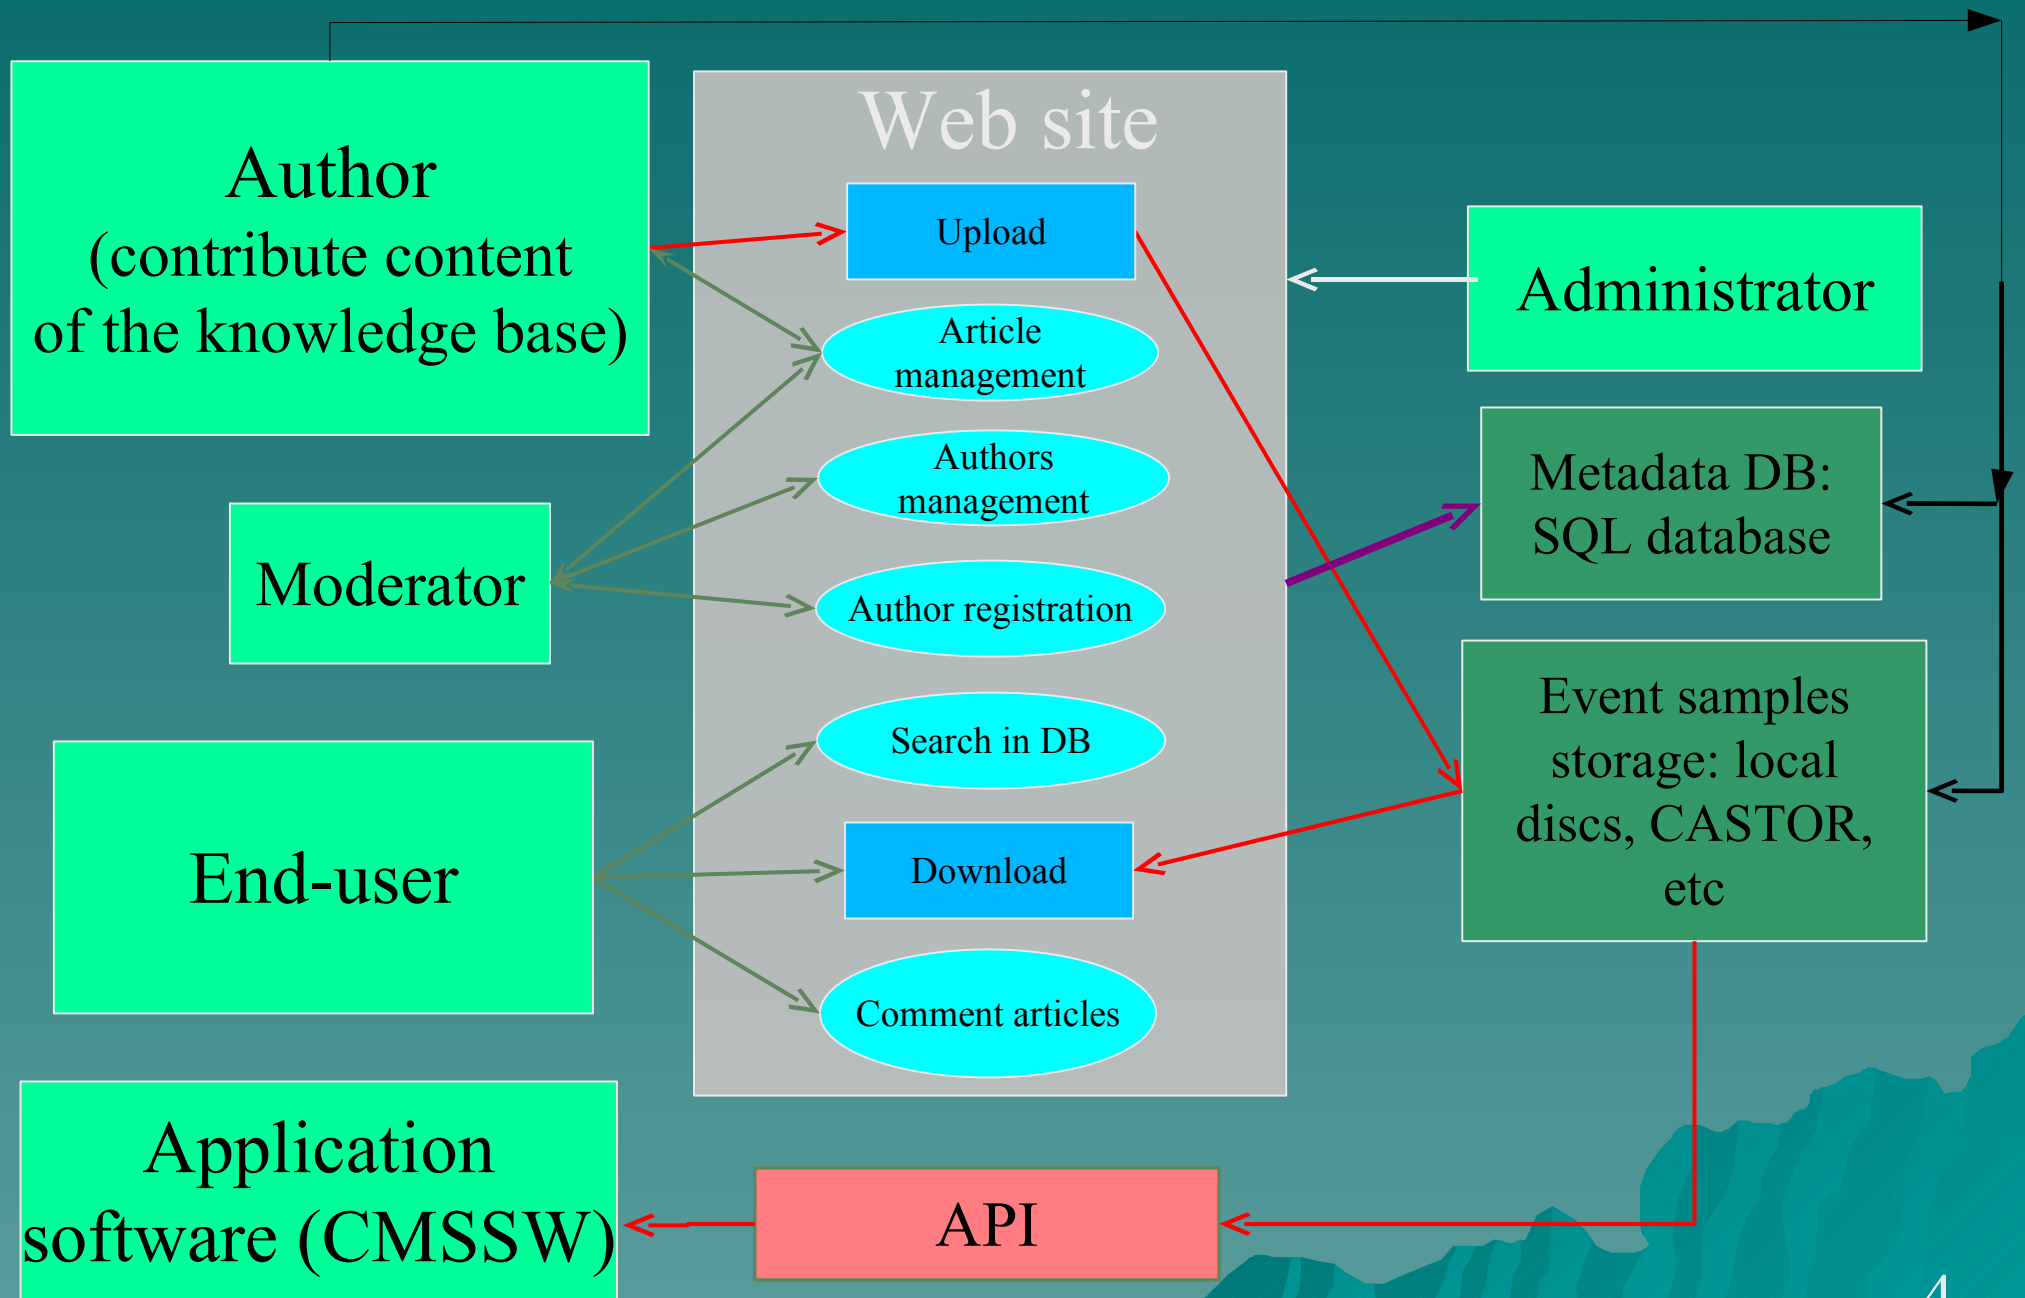 Author
(contribute content
of the knowledge base)
Moderator
End-user
Application
software (CMSSW)
Web site
Upload
Article
management
Authors
management
Author registration
Search in DB
Download
Comment articles
API
Administrator
Metadata DB:
SQL database
Event samples
storage: local
discs, CASTOR,
etc
4